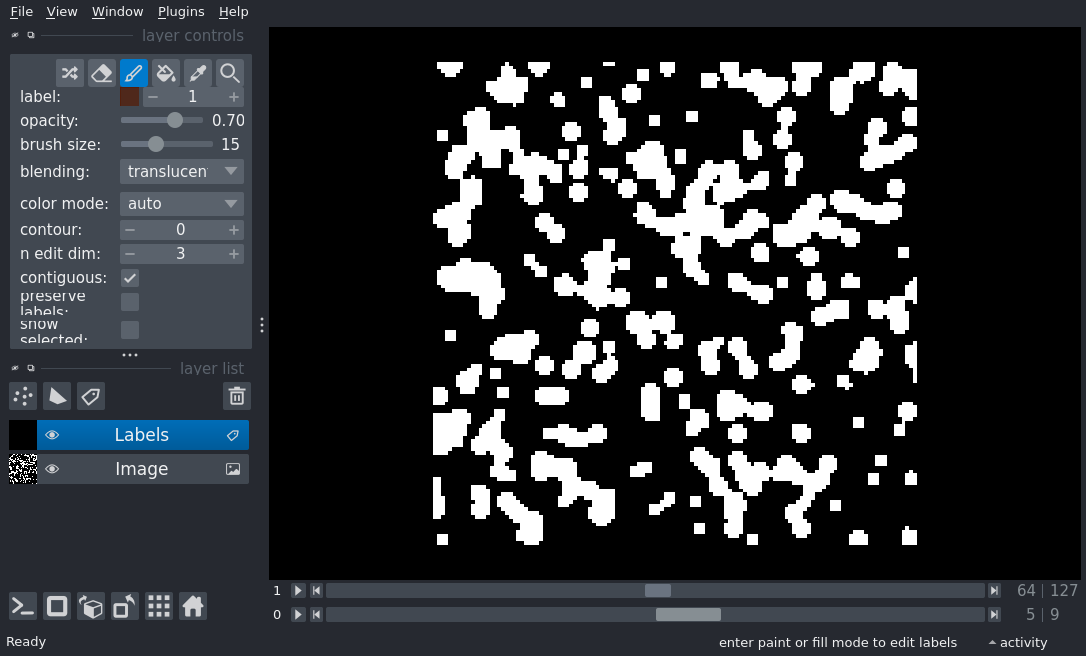 File View Window Plugins Help
layer controls
label: 1
opacity: 0.70
brush size: 15
blending: translucen
color mode: auto
contour: 0
n edit dim: 3
contiguous:
preserve
labels:
show
selected:
layer list
Labels
Image
1 64 | 127
0 5 | 9
Ready enter paint or fill mode to edit labels activity